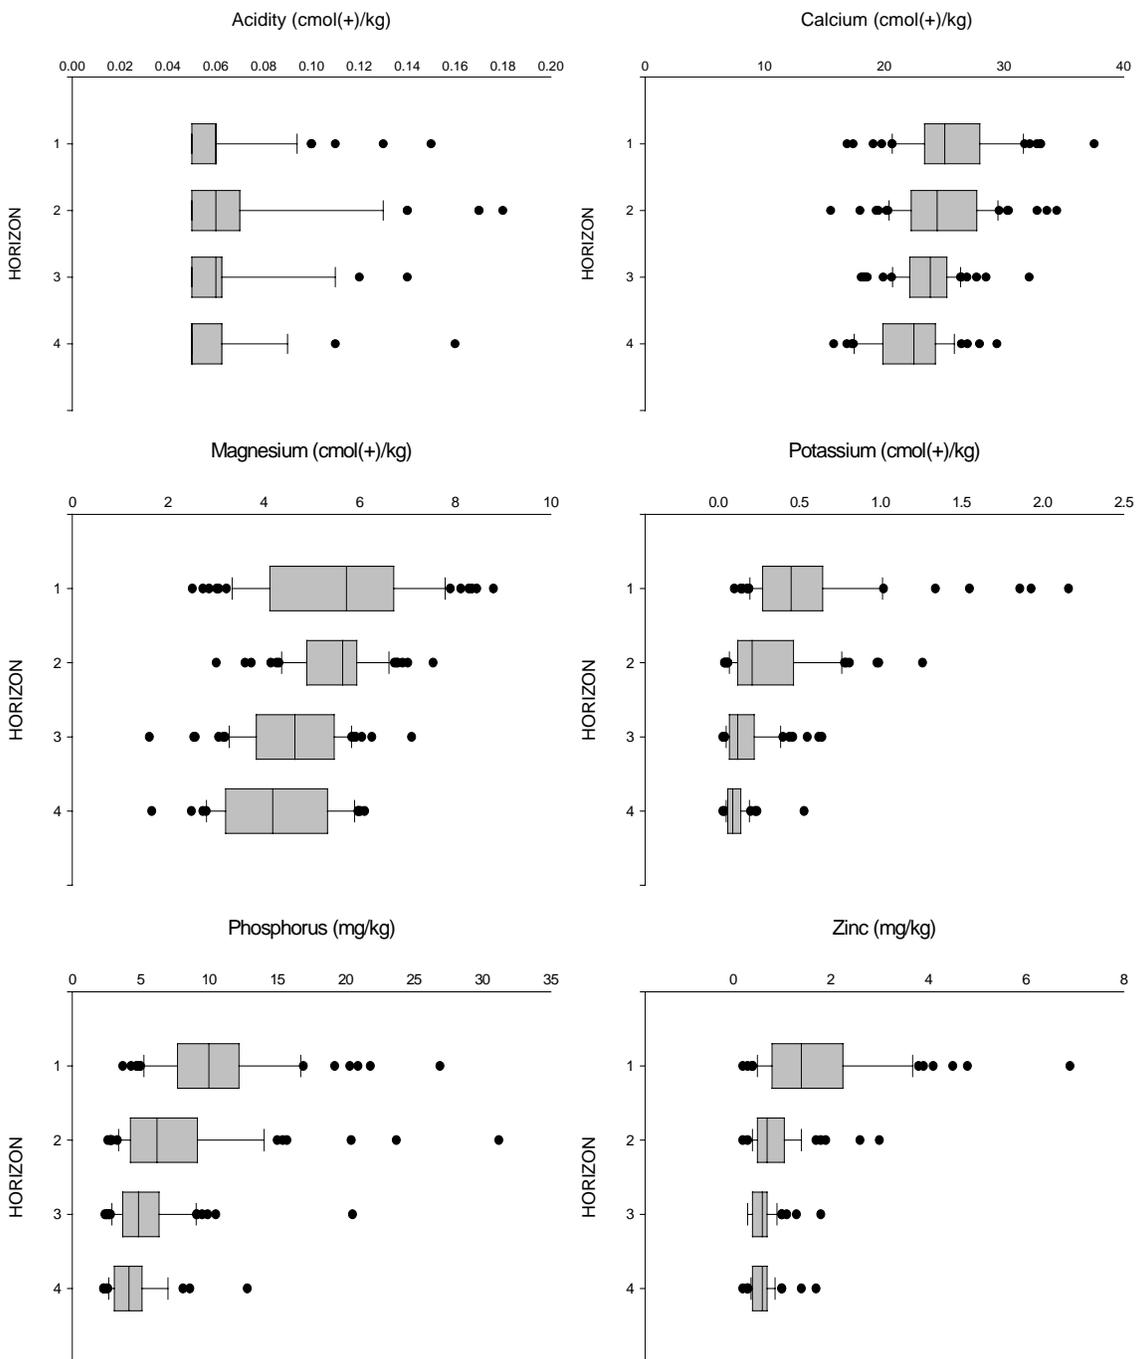 Acidity (cmol(+)/kg)
0.00 0.02 0.04 0.06 0.08 0.10 0.12 0.14 0.16 0.18 0.20
HORIZON
1
2
3
4
Calcium (cmol(+)/kg)
0 10 20 30 40
HORIZON
1
2
3
4
Magnesium (cmol(+)/kg)
0 2 4 6 8 10
HORIZON
1
2
3
4
Potassium (cmol(+)/kg)
0.0 0.5 1.0 1.5 2.0 2.5
HORIZON
1
2
3
4
Phosphorus (mg/kg)
0 5 10 15 20 25 30 35
HORIZON
1
2
3
4
Zinc (mg/kg)
0 2 4 6 8
HORIZON
1
2
3
4